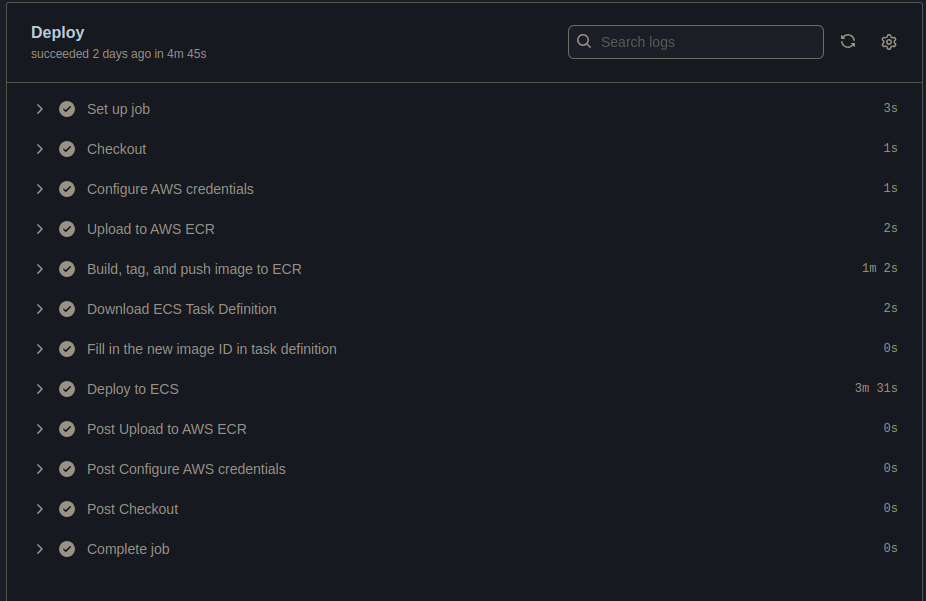 Deploy
succeeded 2 days ago in 4m 45s
Search logs
Set up job 3s
Checkout 1s
Configure AWS credentials 1s
Upload to AWS ECR 2s
Build, tag, and push image to ECR 1m 2s
Download ECS Task Definition 2s
Fill in the new image ID in task definition 0s
Deploy to ECS 3m 31s
Post Upload to AWS ECR 0s
Post Configure AWS credentials 0s
Post Checkout 0s
Complete job 0s